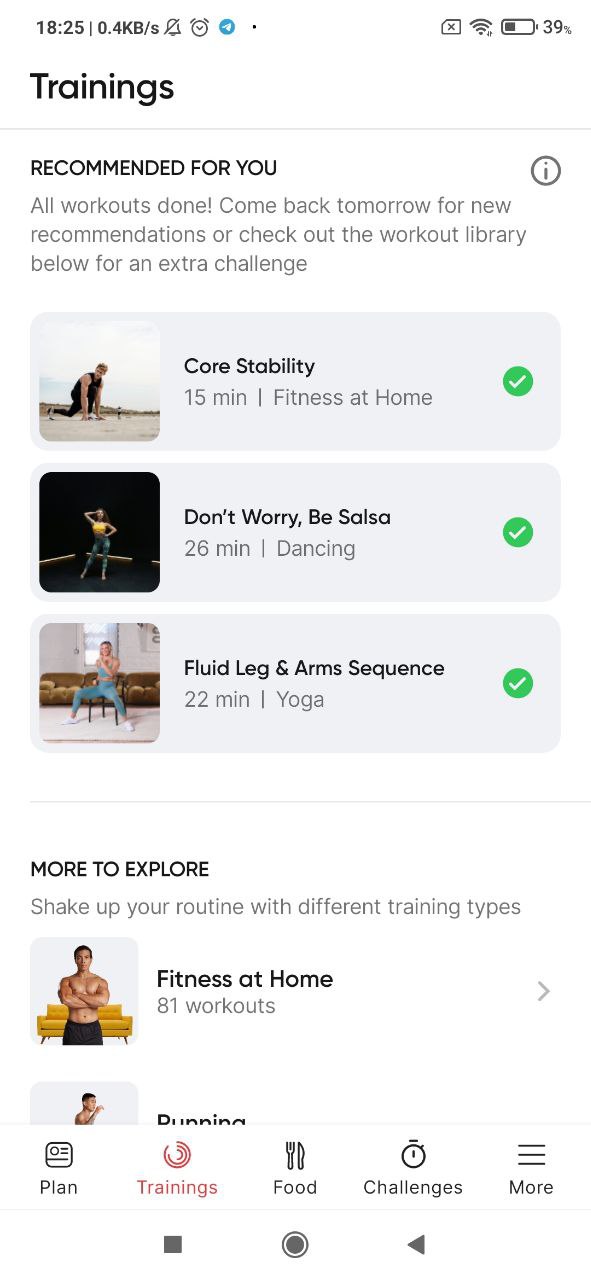 18:25 | 0.4KB/s
39%
Trainings
RECOMMENDED FOR YOU
All workouts done! Come back tomorrow for new
recommendations or check out the workout library
below for an extra challenge
Core Stability
15 min | Fitness at Home
Don’t Worry, Be Salsa
26 min | Dancing
Fluid Leg & Arms Sequence
22 min | Yoga
MORE TO EXPLORE
Shake up your routine with different training types
Fitness at Home
81 workouts
Running
Plan
Trainings
Food
Challenges
More